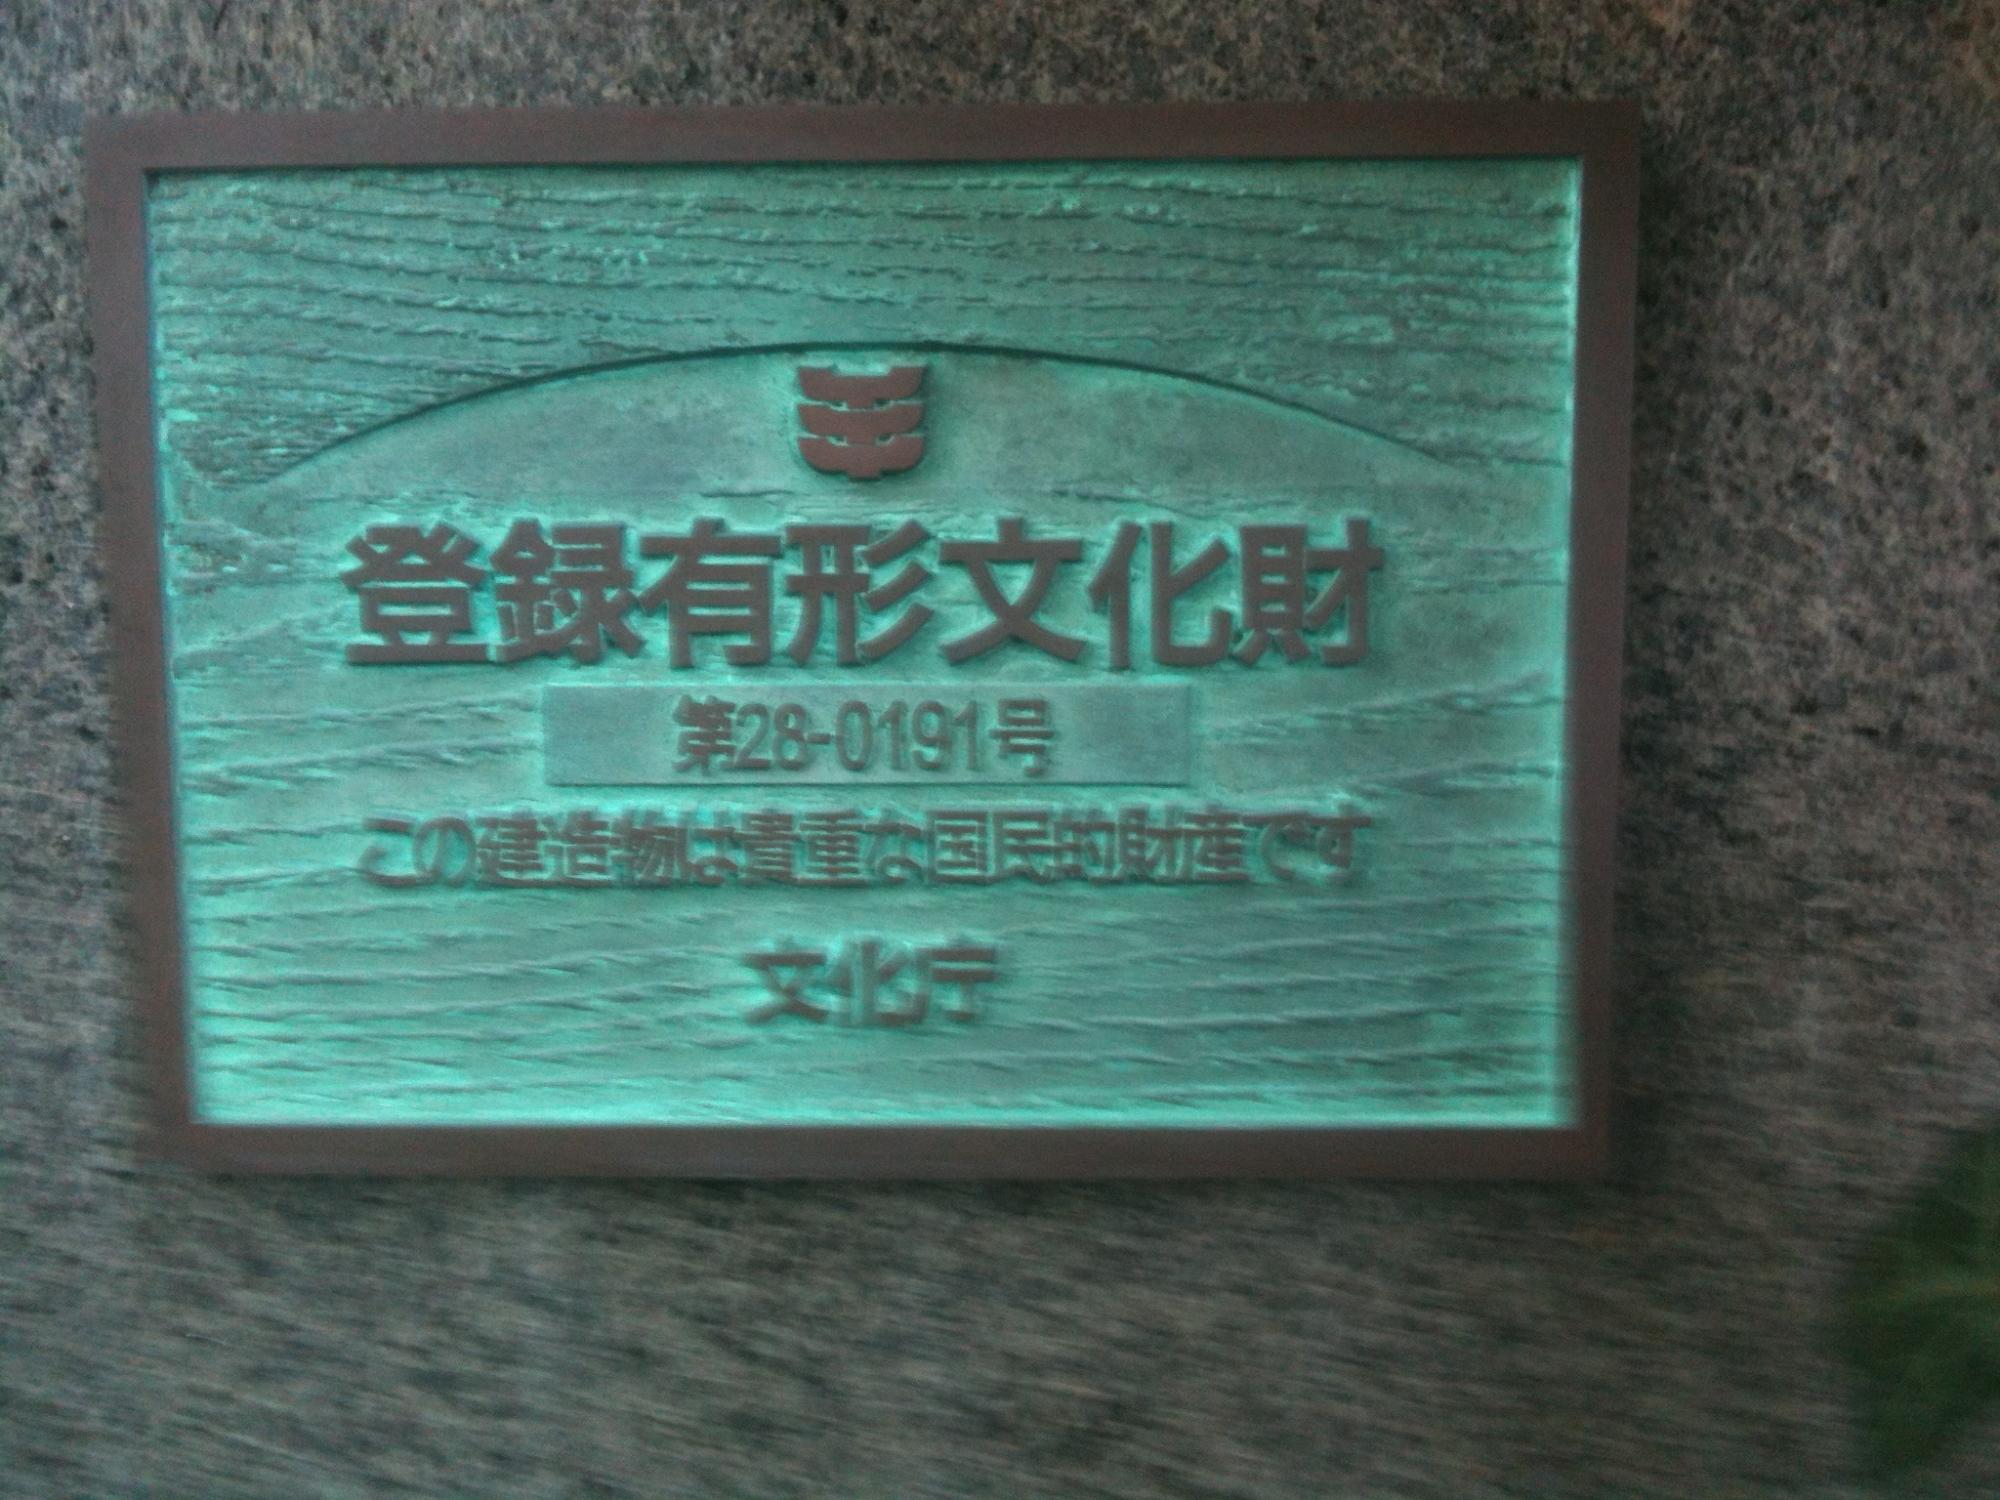 登録有形文化財
第28-0191号
この建造物は貴重な国民的財産です
文化庁